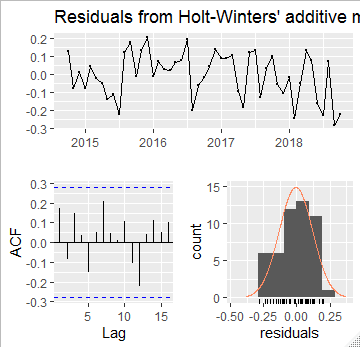 Residuals from Holt-Winters' additive m
0.2
0.1
0.0
-0.1
-0.2
-0.3
2015 2016 2017 2018
0.3
0.2
0.1
0.0
-0.1
-0.2
-0.3
ACF
5 10 15
Lag
15
10
5
0
count
-0.50 -0.25 0.00 0.25
residuals